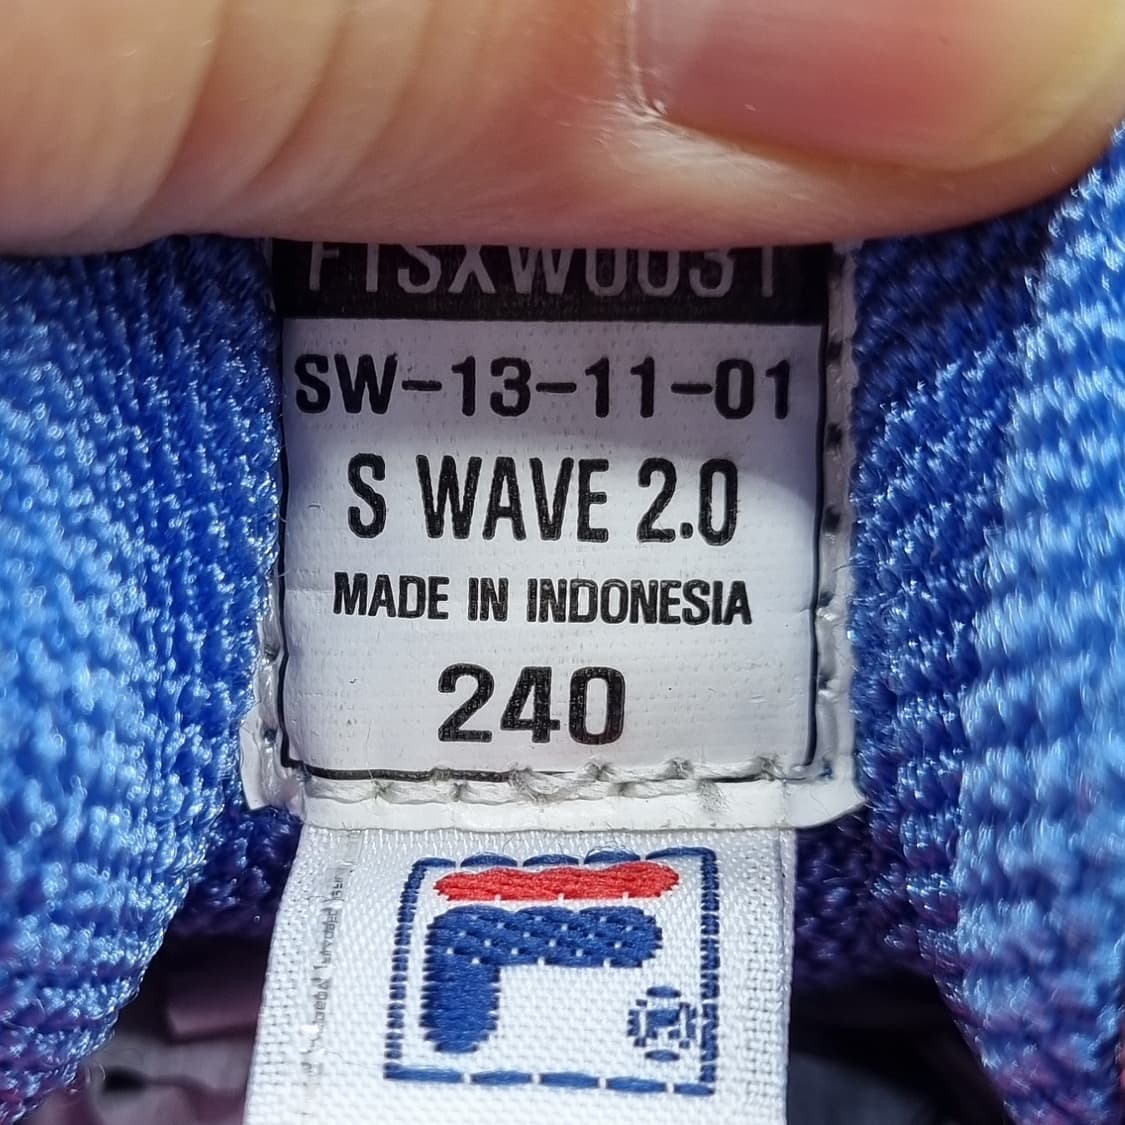 SW-13-11-01
S WAVE 2.0
MADE IN INDONESIA
240